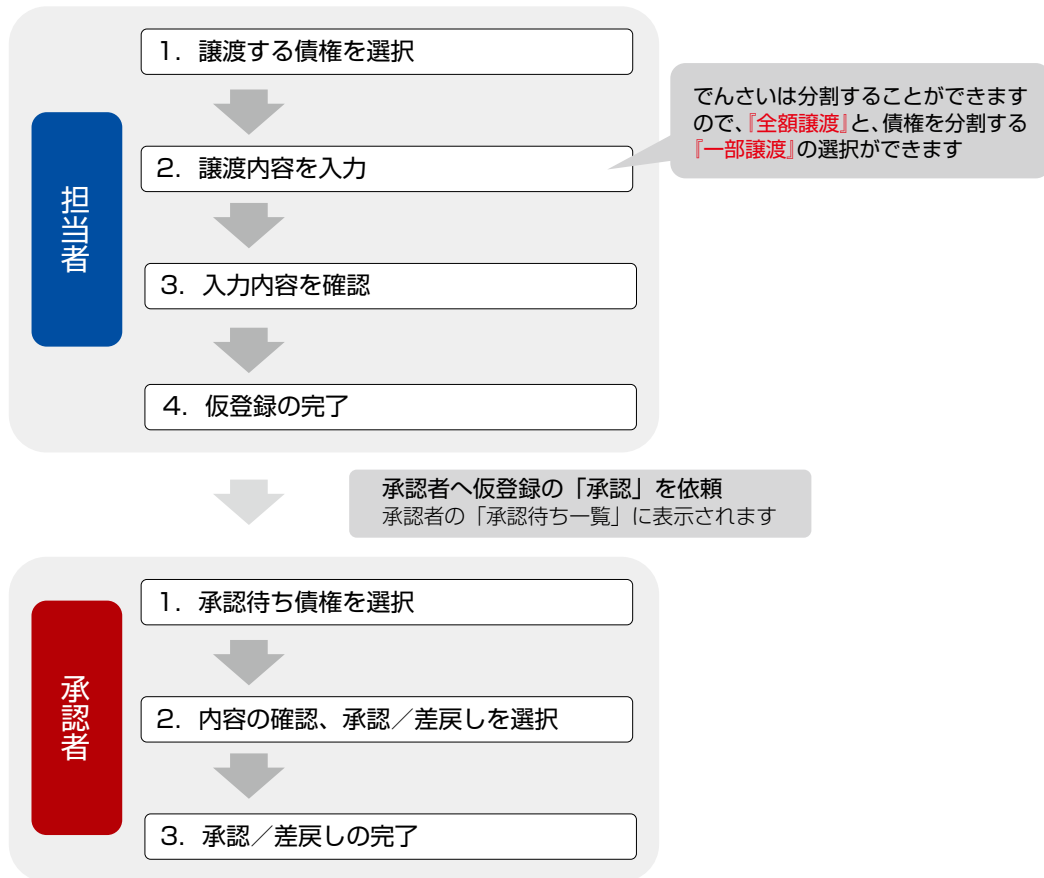 担当者
1. 譲渡する債権を選択
2. 譲渡内容を入力
でんさいは分割することができます
ので、『全額譲渡』と、債権を分割する
『一部譲渡』の選択ができます
3. 入力内容を確認
4. 仮登録の完了
承認者へ仮登録の「承認」を依頼
承認者の「承認待ち一覧」に表示されます
承認者
1. 承認待ち債権を選択
2. 内容の確認、承認／差戻しを選択
3. 承認／差戻しの完了